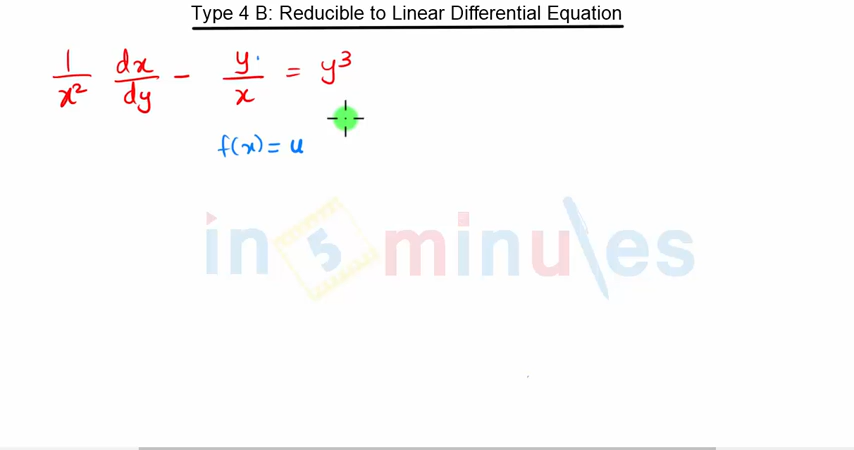 Type 4 B: Reducible to Linear Differential Equation
1/x² dx/dy - y/x = y³
f(x) = u
in 5 minutes